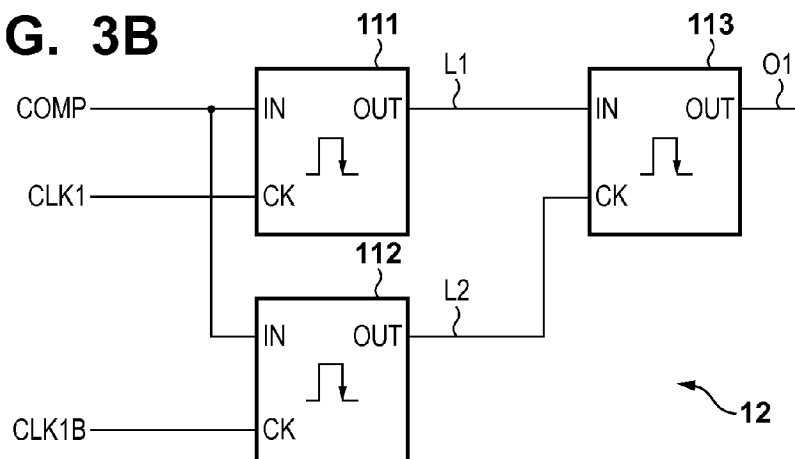 G. 3B
111
113
COMP
IN
OUT
L1
IN
OUT
O1
CLK1
CK
CK
112
L2
IN
OUT
CLK1B
CK
12